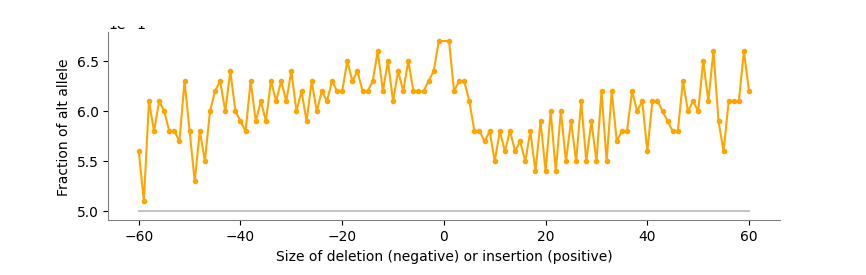 6.5
6.0
5.5
5.0
Fraction of alt allele
−60 −40 −20 0 20 40 60
Size of deletion (negative) or insertion (positive)